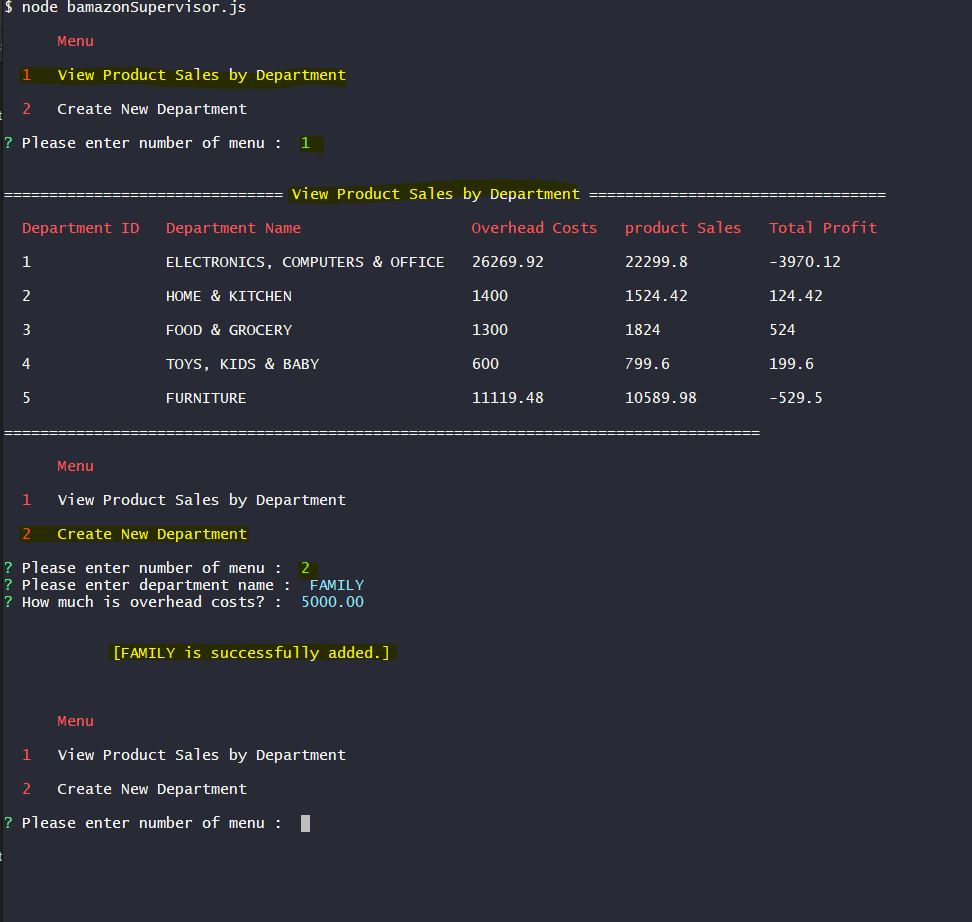 $ node bamazonSupervisor.js
Menu
1 View Product Sales by Department
2 Create New Department
? Please enter number of menu : 1
=============================== View Product Sales by Department =================================
Department ID Department Name Overhead Costs product Sales Total Profit
1 ELECTRONICS, COMPUTERS & OFFICE 26269.92 22299.8 -3970.12
2 HOME & KITCHEN 1400 1524.42 124.42
3 FOOD & GROCERY 1300 1824 524
4 TOYS, KIDS & BABY 600 799.6 199.6
5 FURNITURE 11119.48 10589.98 -529.5
====================================================================================
Menu
1 View Product Sales by Department
2 Create New Department
? Please enter number of menu : 2
? Please enter department name : FAMILY
? How much is overhead costs? : 5000.00
[FAMILY is successfully added.]
Menu
1 View Product Sales by Department
2 Create New Department
? Please enter number of menu :